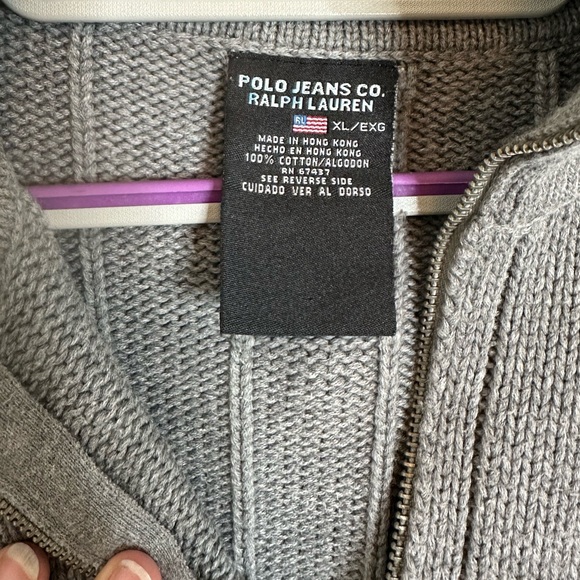 POLO JEANS CO.
RALPH LAUREN
RL XL/EXG
MADE IN HONG KONG
HECHO EN HONG KONG
100% COTTON/ALGODON
RN 67437
SEE REVERSE SIDE
CUIDADO VER AL DORSO